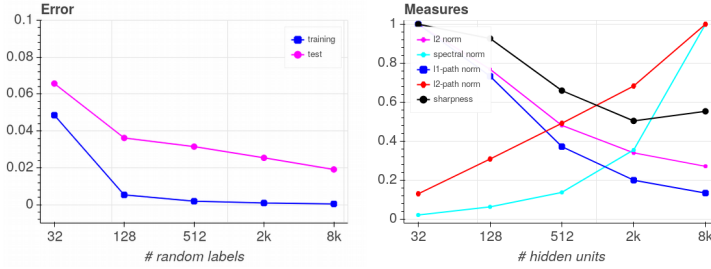 Error
0.1
0.08
0.06
0.04
0.02
0
training
test
32 128 512 2k 8k
# random labels
Measures
1
0.8
0.6
0.4
0.2
0
l2 norm
spectral norm
l1-path norm
l2-path norm
sharpness
32 128 512 2k 8k
# hidden units